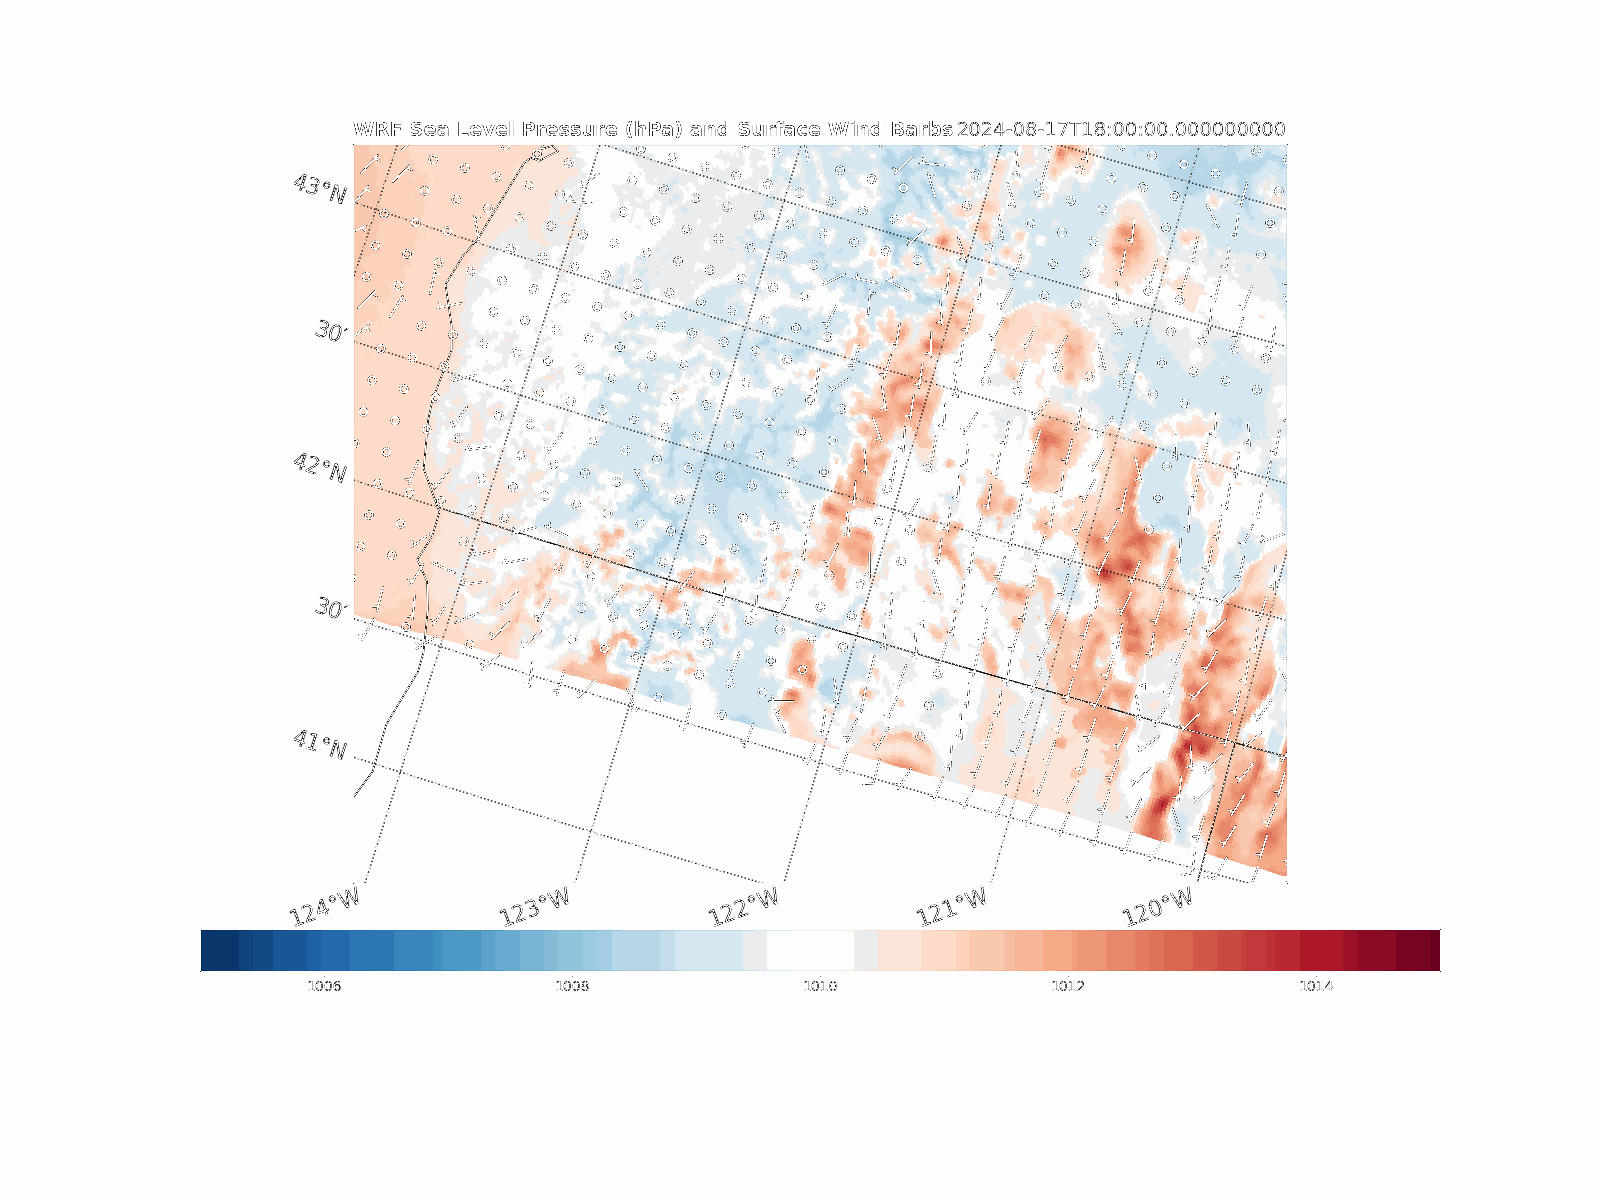 WRF Sea Level Pressure (hPa) and Surface Wind Barbs 2024-08-17T18:00:00.000000000
43°N
30′
42°N
30′
41°N
124°W 123°W 122°W 121°W 120°W
1006 1008 1010 1012 1014